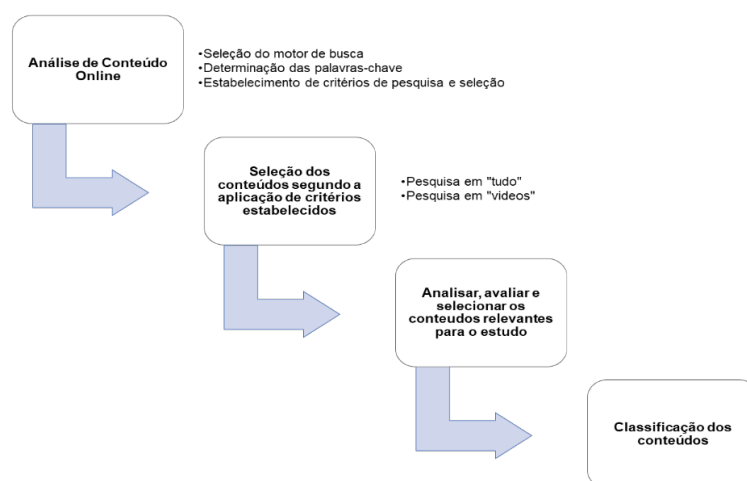 Análise de Conteúdo
Online
•Seleção do motor de busca
•Determinação das palavras-chave
•Estabelecimento de critérios de pesquisa e seleção
Seleção dos
conteúdos segundo a
aplicação de critérios
estabelecidos
•Pesquisa em "tudo"
•Pesquisa em "videos"
Analisar, avaliar e
selecionar os
conteudos relevantes
para o estudo
Classificação dos
conteúdos